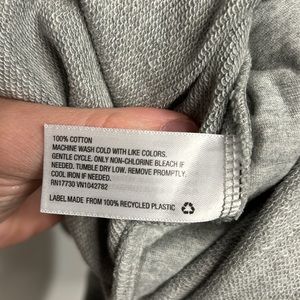 100% COTTON
MACHINE WASH COLD WITH LIKE COLORS.
GENTLE CYCLE. ONLY NON-CHLORINE BLEACH IF
NEEDED. TUMBLE DRY LOW. REMOVE PROMPTLY.
COOL IRON IF NEEDED.
RN17730 VN1042782
LABEL MADE FROM 100% RECYCLED PLASTIC